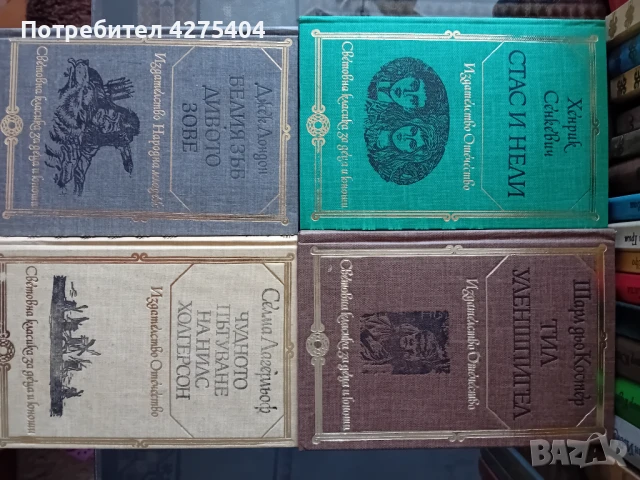 Потребител 4275404
Джек Лондон
БЕЛИЯ ЗЪБ
ДИВОТО
ЗОВЕ
Издателство Народна младеж
Световна класика за деца и юноши
Хенрик
Сенкевич
СТАС И НЕЛИ
Издателство Отечество
Световна класика за деца и юноши
Селма Лагерльоф
ЧУДНОТО
ПЪТУВАНЕ
НА НИЛС
ХОЛГЕРСОН
Издателство Отечество
Световна класика за деца и юноши
Шарл дьо Костер
ТИЛ
УЛЕНШПИГЕЛ
Издателство Отечество
Световна класика за деца и юноши
BAZAR